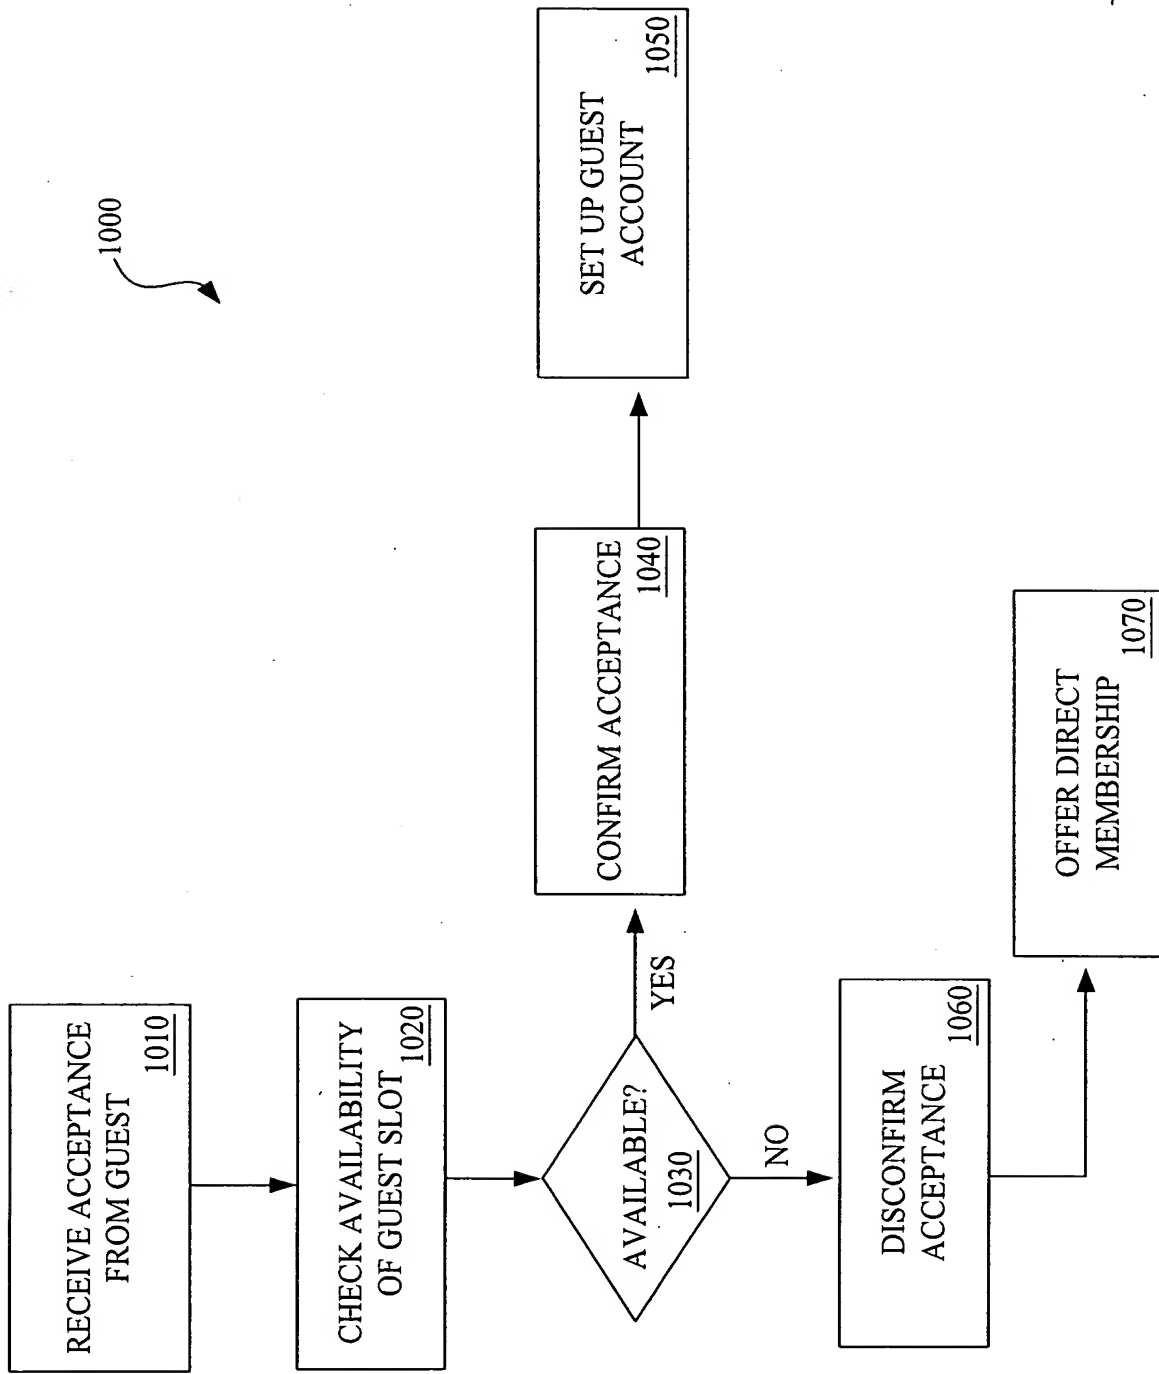 1000
RECEIVE ACCEPTANCE
FROM GUEST
1010
CHECK AVAILABILITY
OF GUEST SLOT
1020
AVAILABLE?
1030
YES
NO
CONFIRM ACCEPTANCE
1040
SET UP GUEST
ACCOUNT
1050
DISCONFIRM
ACCEPTANCE
1060
OFFER DIRECT
MEMBERSHIP
1070